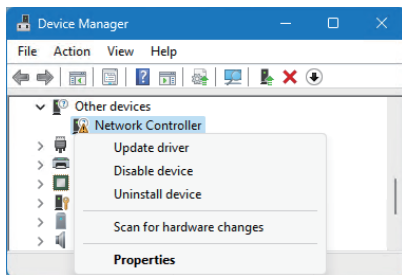 Device Manager
File Action View Help
Other devices
Network Controller
Update driver
Disable device
Uninstall device
Scan for hardware changes
Properties